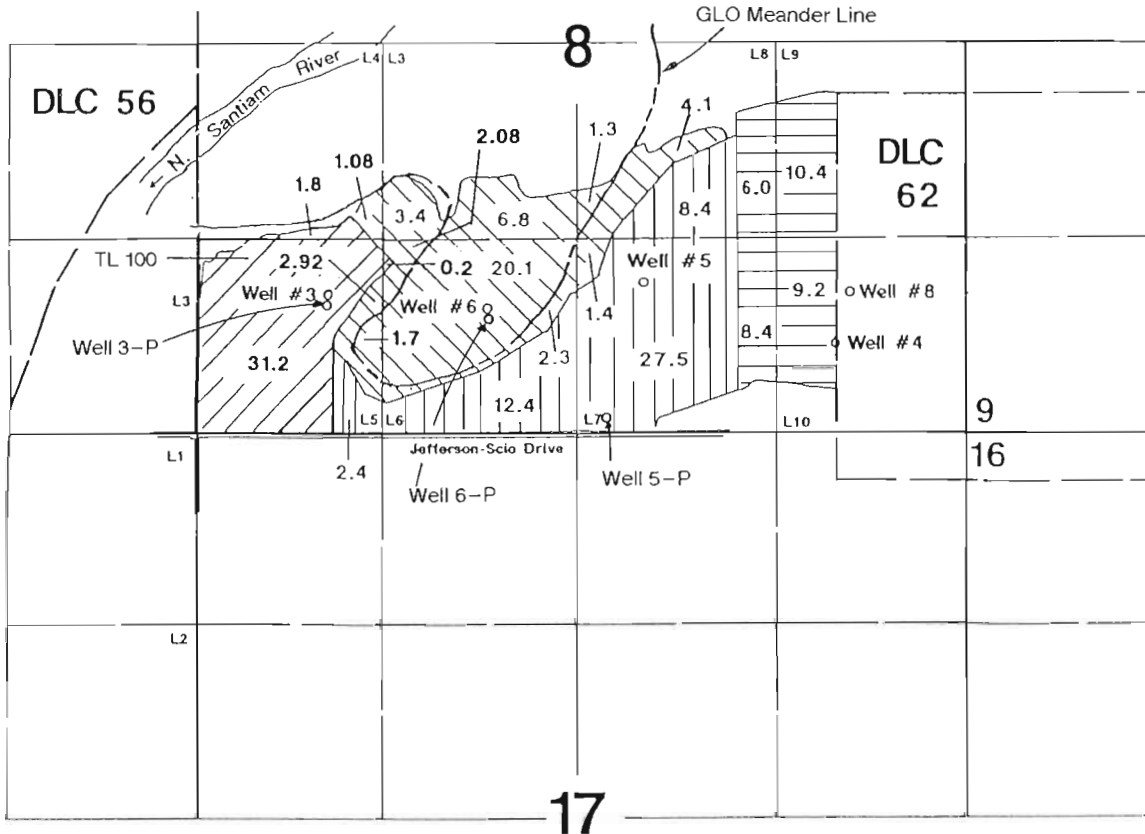 GLO Meander Line
8
L4
L3
L8
L9
N. Santiam River
DLC 56
DLC
62
4.1
1.3
2.08
1.08
1.8
3.4
6.8
8.4
6.0
10.4
TL 100
2.92
0.2
20.1
Well #5
L3
Well #3
Well #6
1.4
9.2
Well #8
Well 3-P
1.7
2.3
8.4
Well #4
31.2
27.5
12.4
L5
L6
L7
L10
9
16
L1
Jefferson-Scio Drive
2.4
Well 6-P
Well 5-P
L2
17